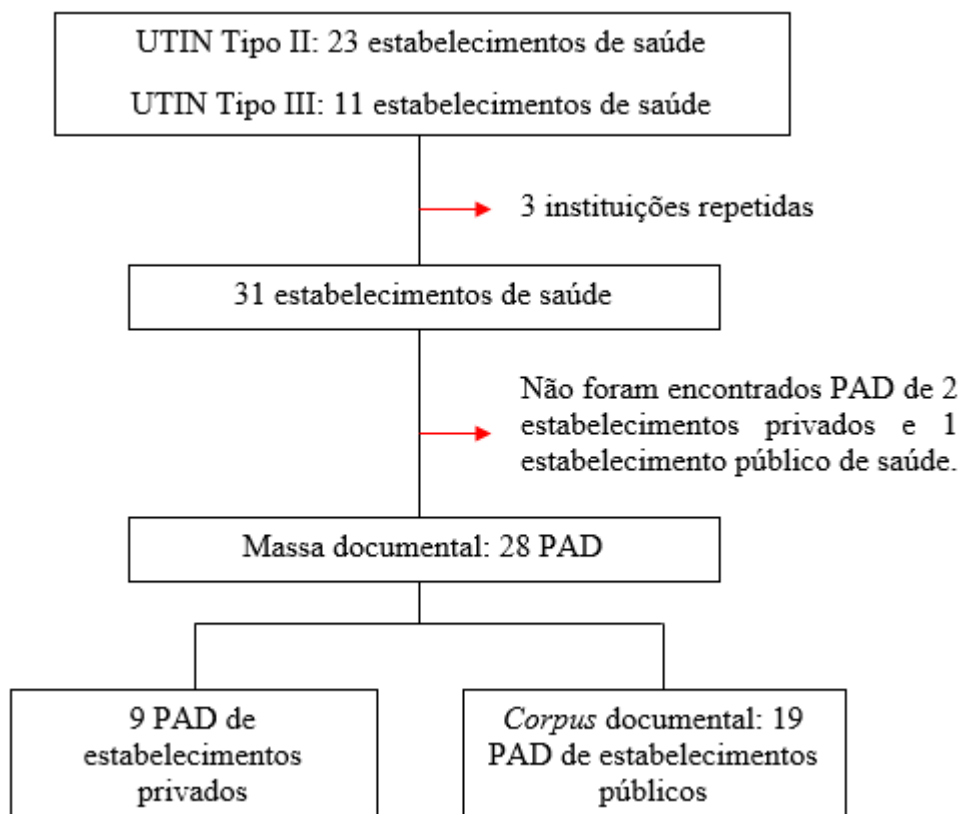 UTIN Tipo II: 23 estabelecimentos de saúde
UTIN Tipo III: 11 estabelecimentos de saúde
3 instituições repetidas
31 estabelecimentos de saúde
Não foram encontrados PAD de 2
estabelecimentos privados e 1
estabelecimento público de saúde.
Massa documental: 28 PAD
9 PAD de
estabelecimentos
privados
Corpus documental: 19
PAD de estabelecimentos
públicos